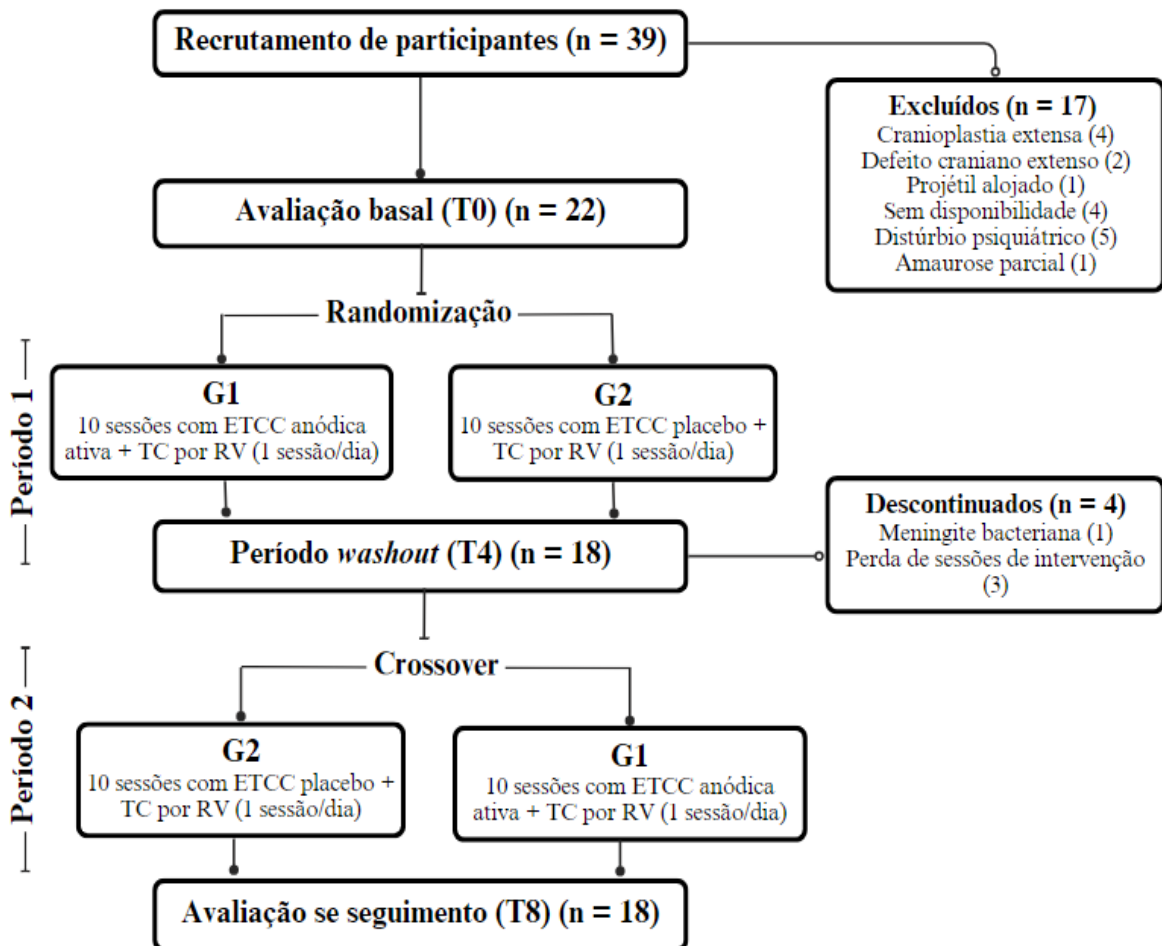 Recrutamento de participantes (n = 39)
Excluídos (n = 17)
Cranioplastia extensa (4)
Defeito craniano extenso (2)
Projétil alojado (1)
Sem disponibilidade (4)
Distúrbio psiquiátrico (5)
Amaurose parcial (1)
Avaliação basal (T0) (n = 22)
Randomização
Período 1
G1
10 sessões com ETCC anódica
ativa + TC por RV (1 sessão/dia)
G2
10 sessões com ETCC placebo +
TC por RV (1 sessão/dia)
Período washout (T4) (n = 18)
Descontinuados (n = 4)
Meningite bacteriana (1)
Perda de sessões de intervenção
(3)
Crossover
Período 2
G2
10 sessões com ETCC placebo +
TC por RV (1 sessão/dia)
G1
10 sessões com ETCC anódica
ativa + TC por RV (1 sessão/dia)
Avaliação se seguimento (T8) (n = 18)